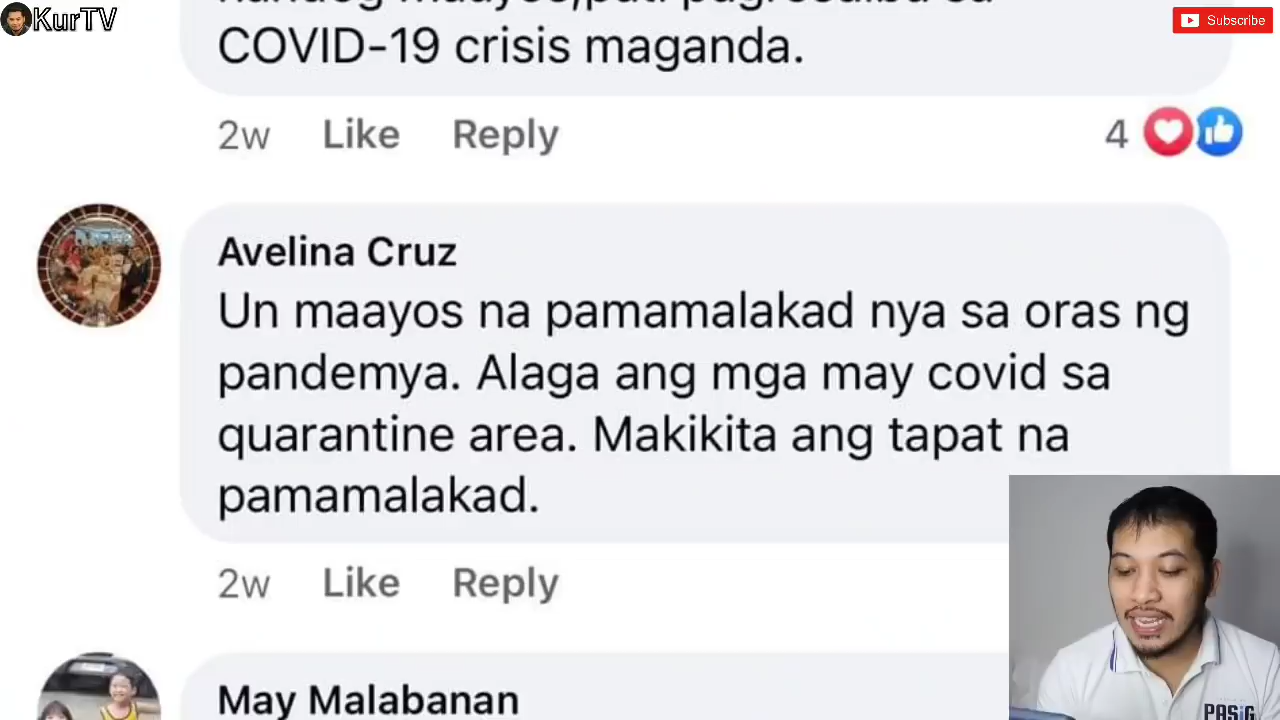 KurTV
Subscribe
COVID-19 crisis maganda.
2w Like Reply 4
Avelina Cruz
Un maayos na pamamalakad nya sa oras ng
pandemya. Alaga ang mga may covid sa
quarantine area. Makikita ang tapat na
pamamalakad.
2w Like Reply
May Malabanan
PASiG